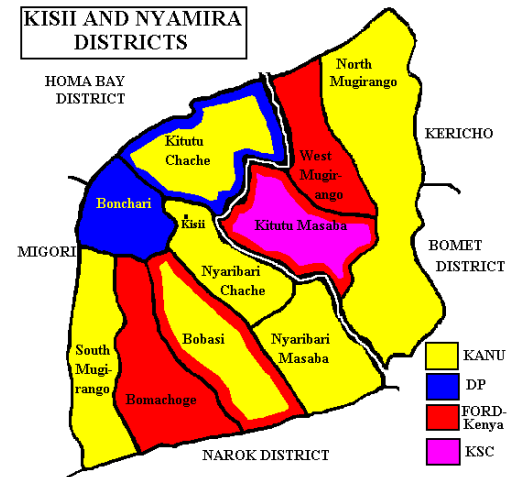 KISII AND NYAMIRA
DISTRICTS
HOMA BAY
DISTRICT
North
Mugirango
KERICHO
Kitutu
Chache
West
Mugir-
ango
Bonchari
Kisii
Kitutu Masaba
MIGORI
BOMET
DISTRICT
Nyaribari
Chache
South
Mugi-
rango
Bobasi
Nyaribari
Masaba
Bomachoge
NAROK DISTRICT
KANU
DP
FORD-
Kenya
KSC